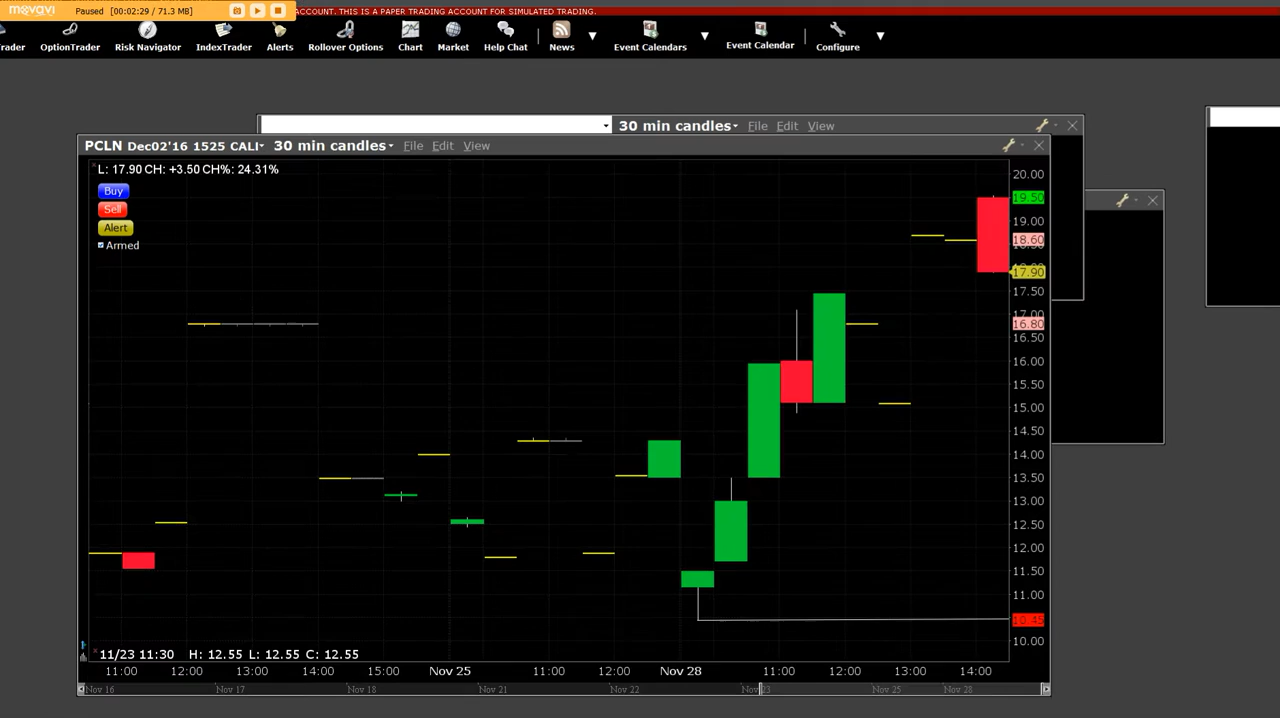 movavi Paused [00:02:29 / 71.3 MB] ACCOUNT. THIS IS A PAPER TRADING ACCOUNT FOR SIMULATED TRADING.
rader OptionTrader Risk Navigator IndexTrader Alerts Rollover Options Chart Market Help Chat News Event Calendars Event Calendar Configure
30 min candles File Edit View
PCLN Dec02'16 1525 CALL 30 min candles File Edit View
L: 17.90 CH: +3.50 CH%: 24.31%
Buy
Sell
Alert
Armed
20.00
19.50
19.00
18.60
17.90
17.50
17.00
16.80
16.50
16.00
15.50
15.00
14.50
14.00
13.50
13.00
12.50
12.00
11.50
11.00
10.45
10.00
11/23 11:30 H: 12.55 L: 12.55 C: 12.55
11:00 12:00 13:00 14:00 15:00 Nov 25 11:00 12:00 Nov 28 11:00 12:00 13:00 14:00
Nov 16 Nov 17 Nov 18 Nov 21 Nov 22 Nov 23 Nov 25 Nov 28